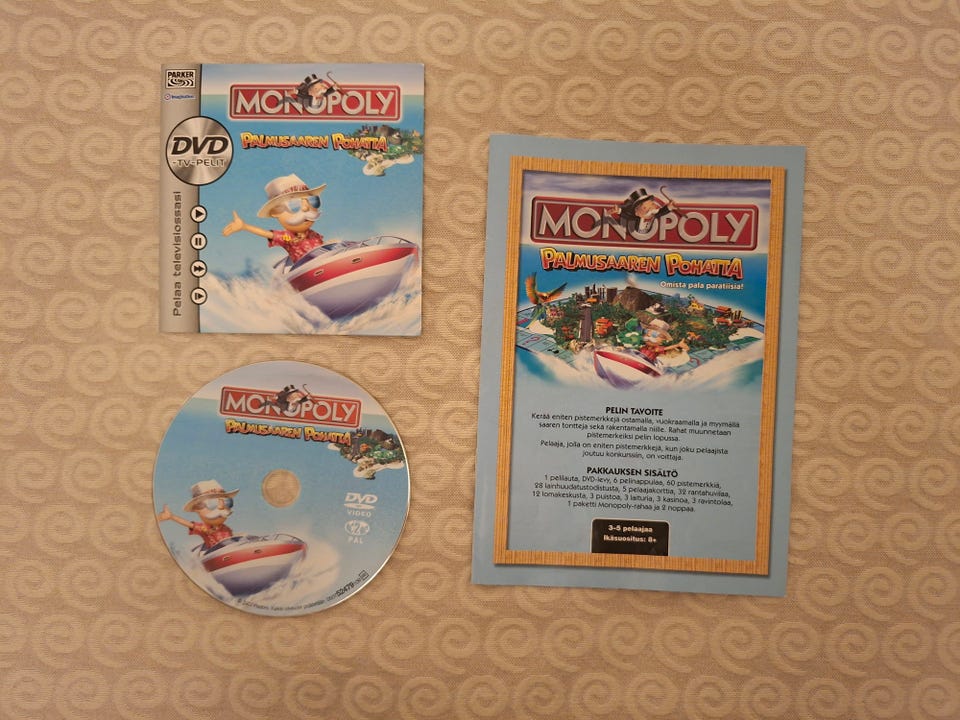 PARKER
Imagination
DVD
-TV-PELIT
Pelaa televisiossasi
MONOPOLY
PALMUSAAREN POHATTA
MONOPOLY
PALMUSAAREN POHATTA
DVD
VIDEO
2
PAL
MONOPOLY
PALMUSAAREN POHATTA
Omista pala paratiisia!
PELIN TAVOITE
Kerää eniten pistemerkkejä ostamalla, vuokraamalla ja myymällä
saaren tontteja sekä rakentamalla niille. Rahat muunnetaan
pistemerkeiksi pelin lopussa.
Pelaaja, jolla on eniten pistemerkkejä, kun joku pelaajista
joutuu konkurssiin, on voittaja.
PAKKAUKSEN SISÄLTÖ
1 pelilauta, DVD-levy, 6 pelinappulaa, 60 pistemerkkiä,
28 lainhuudatustodistusta, 5 pelaajakorttia, 32 rantahuvilaa,
12 lomakeskusta, 3 puistoa, 3 laituria, 3 kasinoa, 3 ravintolaa,
1 paketti Monopoly-rahaa ja 2 noppaa.
3-5 pelaajaa
Ikäsuositus: 8+